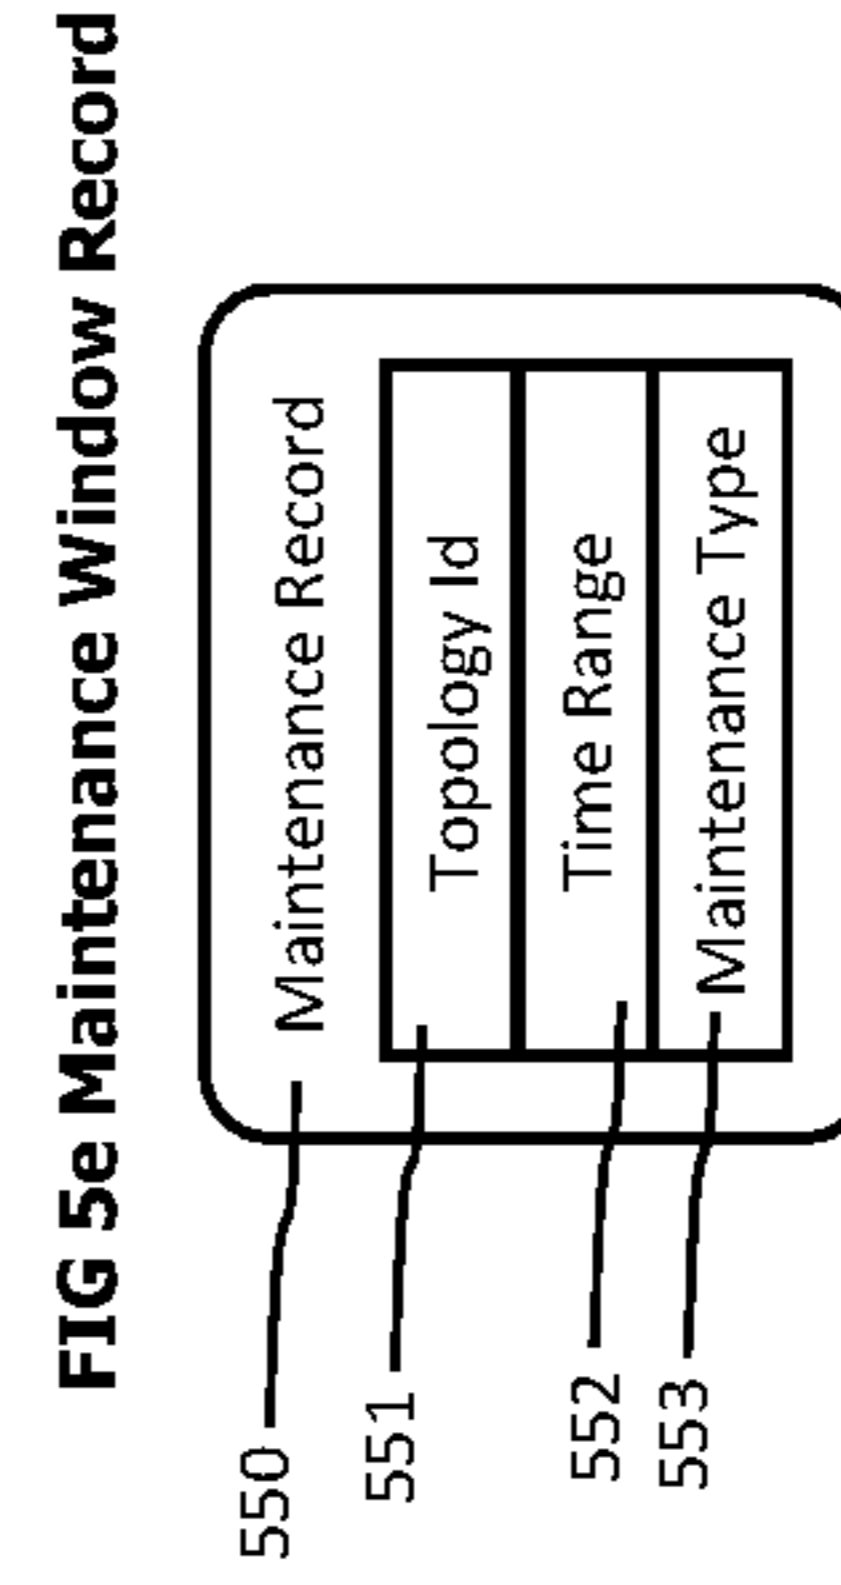 FIG 5e Maintenance Window Record
550
Maintenance Record
551
Topology Id
552
Time Range
553
Maintenance Type